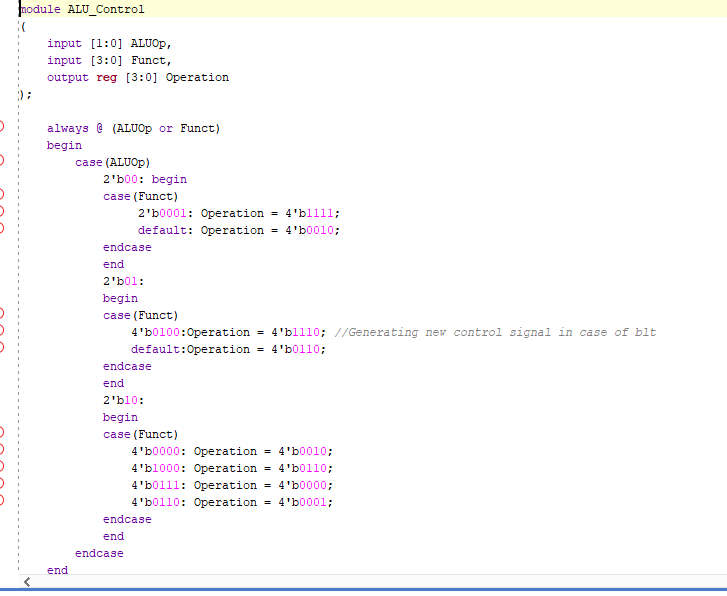 module ALU_Control
(
input [1:0] ALUOp,
input [3:0] Funct,
output reg [3:0] Operation
);
always @ (ALUOp or Funct)
begin
case(ALUOp)
2'b00: begin
case(Funct)
2'b0001: Operation = 4'b1111;
default: Operation = 4'b0010;
endcase
end
2'b01:
begin
case(Funct)
4'b0100:Operation = 4'b1110; //Generating new control signal in case of blt
default:Operation = 4'b0110;
endcase
end
2'b10:
begin
case(Funct)
4'b0000: Operation = 4'b0010;
4'b1000: Operation = 4'b0110;
4'b0111: Operation = 4'b0000;
4'b0110: Operation = 4'b0001;
endcase
end
endcase
end